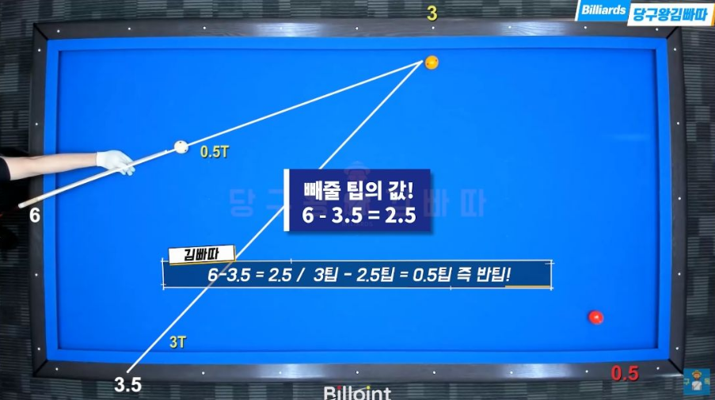 3
Billiards
당구왕김빠따
0.5T
6
빼줄 팁의 값!
6 - 3.5 = 2.5
김빠따
6-3.5 = 2.5 / 3팁 - 2.5팁 = 0.5팁 즉 반팁!
3T
3.5
0.5
Billoint